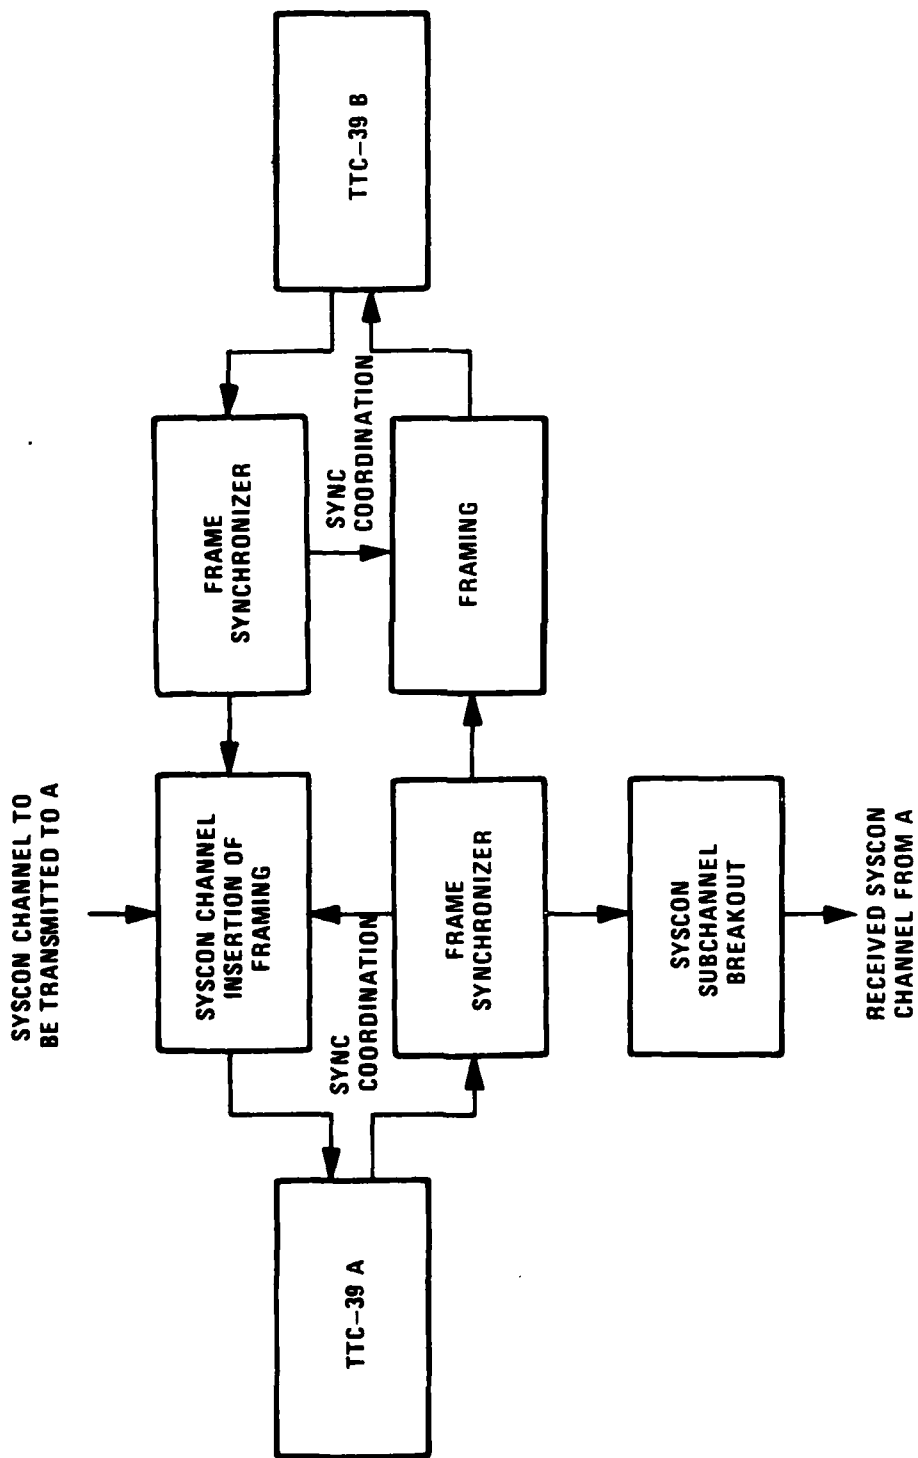 SYSCON CHANNEL TO
BE TRANSMITTED TO A
SYSCON CHANNEL
INSERTION OF
FRAMING
FRAME
SYNCHRONIZER
TTC-39 A
SYNC
COORDINATION
SYNC
COORDINATION
TTC-39 B
FRAME
SYNCHRONIZER
FRAMING
SYSCON
SUBCHANNEL
BREAKOUT
RECEIVED SYSCON
CHANNEL FROM A